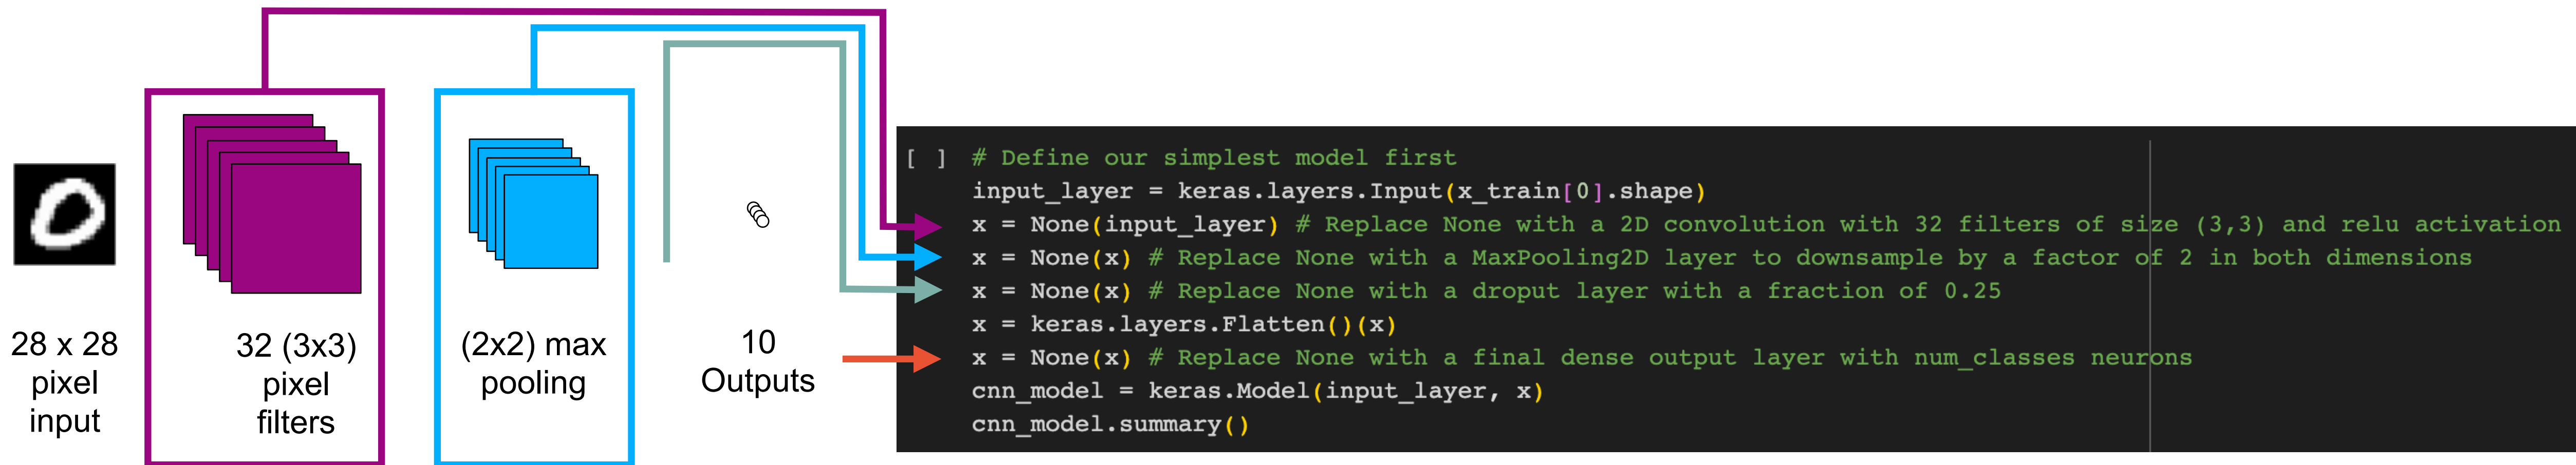 28 x 28
pixel
input
32 (3x3)
pixel
filters
(2x2) max
pooling
10
Outputs
[ ] # Define our simplest model first
input_layer = keras.layers.Input(x_train[0].shape)
x = None(input_layer) # Replace None with a 2D convolution with 32 filters of size (3,3) and relu activation
x = None(x) # Replace None with a MaxPooling2D layer to downsample by a factor of 2 in both dimensions
x = None(x) # Replace None with a droput layer with a fraction of 0.25
x = keras.layers.Flatten()(x)
x = None(x) # Replace None with a final dense output layer with num_classes neurons
cnn_model = keras.Model(input_layer, x)
cnn_model.summary()